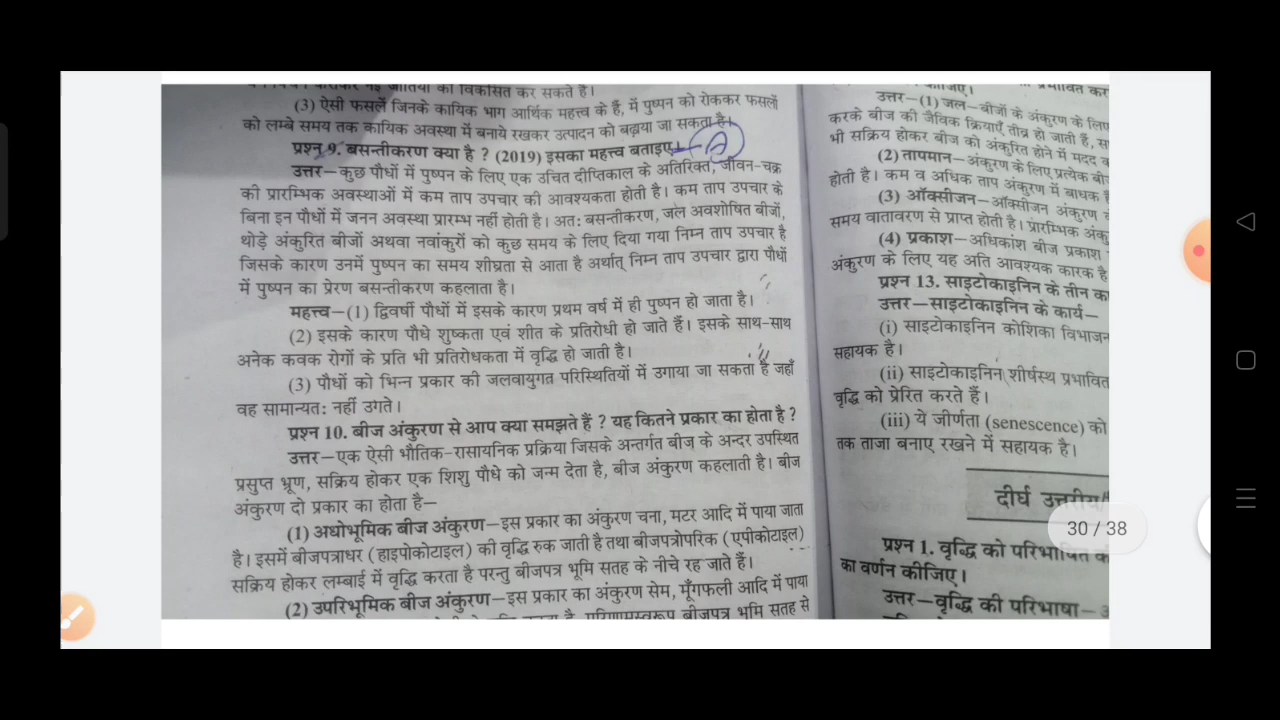 (3) ऐसी फसलें जिनके कायिक भाग आर्थिक महत्त्व के हैं, में पुष्पन को रोककर फसलों
को लम्बे समय तक कायिक अवस्था में बनाये रखकर उत्पादन को बढ़ाया जा सकता है।
प्रश्न 9. बसन्तीकरण क्या है ? (2019) इसका महत्त्व बताइए।
उत्तर—कुछ पौधों में पुष्पन के लिए एक उचित दीप्तिकाल के अतिरिक्त, जीवन-चक्र
की प्रारम्भिक अवस्थाओं में कम ताप उपचार की आवश्यकता होती है। कम ताप उपचार के
बिना इन पौधों में जनन अवस्था प्रारम्भ नहीं होती है। अतः बसन्तीकरण, जल अवशोषित बीजों,
थोड़े अंकुरित बीजों अथवा नवांकुरों को कुछ समय के लिए दिया गया निम्न ताप उपचार है
जिसके कारण उनमें पुष्पन का समय शीघ्रता से आता है अर्थात् निम्न ताप उपचार द्वारा पौधों
में पुष्पन का प्रेरण बसन्तीकरण कहलाता है।
महत्त्व—(1) द्विवर्षी पौधों में इसके कारण प्रथम वर्ष में ही पुष्पन हो जाता है।
(2) इसके कारण पौधे शुष्कता एवं शीत के प्रतिरोधी हो जाते हैं। इसके साथ-साथ
अनेक कवक रोगों के प्रति भी प्रतिरोधकता में वृद्धि हो जाती है।
(3) पौधों को भिन्न प्रकार की जलवायुगत परिस्थितियों में उगाया जा सकता है जहाँ
वह सामान्यतः नहीं उगते।
प्रश्न 10. बीज अंकुरण से आप क्या समझते हैं ? यह कितने प्रकार का होता है ?
उत्तर—एक ऐसी भौतिक-रासायनिक प्रक्रिया जिसके अन्तर्गत बीज के अन्दर उपस्थित
प्रसुप्त भ्रूण, सक्रिय होकर एक शिशु पौधे को जन्म देता है, बीज अंकुरण कहलाती है। बीज
अंकुरण दो प्रकार का होता है—
(1) अधोभूमिक बीज अंकुरण—इस प्रकार का अंकुरण चना, मटर आदि में पाया जाता
है। इसमें बीजपत्राधर (हाइपोकोटाइल) की वृद्धि रुक जाती है तथा बीजपत्रोपरिक (एपीकोटाइल)
सक्रिय होकर लम्बाई में वृद्धि करता है परन्तु बीजपत्र भूमि सतह के नीचे रह जाते हैं।
(2) उपरिभूमिक बीज अंकुरण—इस प्रकार का अंकुरण सेम, मूँगफली आदि में पाया
बीजपत्र भूमि सतह से
उत्तर—(1) जल—बीजों के अंकुरण के लिए
करके बीज की जैविक क्रियाएँ तीव्र हो जाती हैं,
भी सक्रिय होकर बीज को अंकुरित होने में मदद
(2) तापमान—अंकुरण के लिए प्रत्येक
होती है। कम व अधिक ताप अंकुरण में बाधक
(3) ऑक्सीजन—ऑक्सीजन अंकुरण
समय वातावरण से प्राप्त होती है। प्रारम्भिक
(4) प्रकाश—अधिकांश बीज प्रकाश
अंकुरण के लिए यह अति आवश्यक कारक है
प्रश्न 13. साइटोकाइनिन के तीन
उत्तर—साइटोकाइनिन के कार्य—
(i) साइटोकाइनिन कोशिका
सहायक है।
(ii) साइटोकाइनिन शीर्षस्थ
वृद्धि को प्रेरित करते हैं।
(iii) ये जीर्णता (senescence) को
तक ताजा बनाए रखने में सहायक है।
दीर्घ उत्तरीय
30 / 38
प्रश्न 1. वृद्धि को परिभाषित
का वर्णन कीजिए।
उत्तर—वृद्धि की परिभाषा—